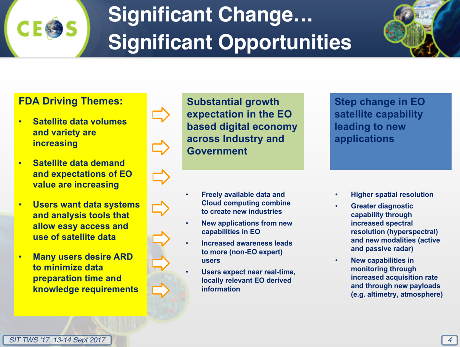 CEOS
Significant Change...
Significant Opportunities
FDA Driving Themes:
• Satellite data volumes
and variety are
increasing
• Satellite data demand
and expectations of EO
value are increasing
• Users want data systems
and analysis tools that
allow easy access and
use of satellite data
• Many users desire ARD
to minimize data
preparation time and
knowledge requirements
Substantial growth
expectation in the EO
based digital economy
across Industry and
Government
• Freely available data and
Cloud computing combine
to create new industries
• New applications from new
capabilities in EO
• Increased awareness leads
to more (non-EO expert)
users
• Users expect near real-time,
locally relevant EO derived
information
Step change in EO
satellite capability
leading to new
applications
• Higher spatial resolution
• Greater diagnostic
capability through
increased spectral
resolution (hyperspectral)
and new modalities (active
and passive radar)
• New capabilities in
monitoring through
increased acquisition rate
and through new payloads
(e.g. altimetry, atmosphere)
SIT TWS '17, 13-14 Sept 2017
4